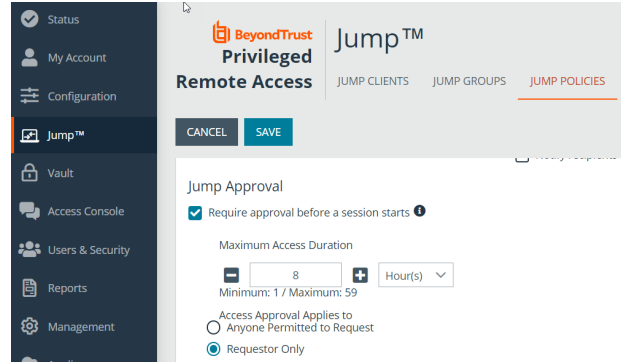 Status
My Account
Configuration
Jump™
Vault
Access Console
Users & Security
Reports
Management
BeyondTrust
Privileged
Remote Access
Jump™
JUMP CLIENTS JUMP GROUPS JUMP POLICIES
CANCEL SAVE
Jump Approval
Require approval before a session starts
Maximum Access Duration
8 Hour(s)
Minimum: 1 / Maximum: 59
Access Approval Applies to
Anyone Permitted to Request
Requestor Only